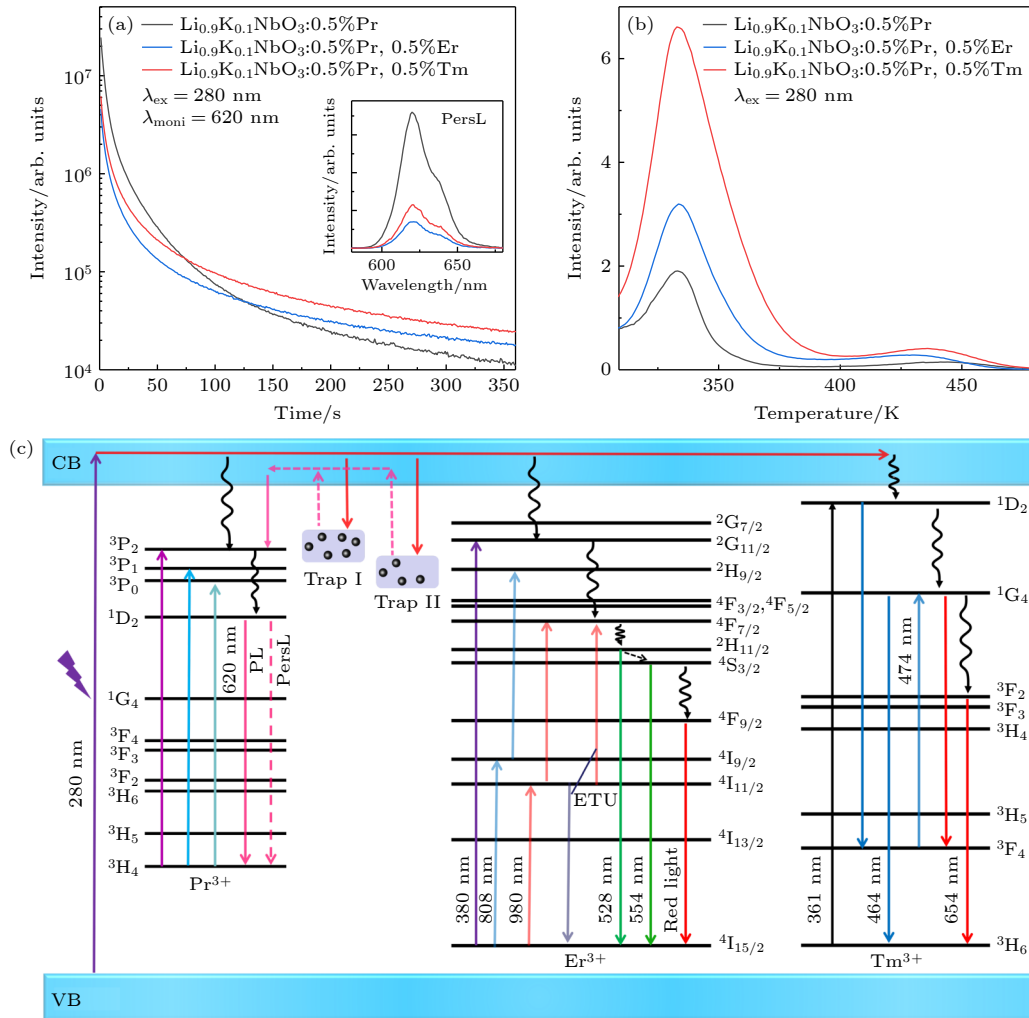 (a)
Li0.9K0.1NbO3:0.5%Pr
Li0.9K0.1NbO3:0.5%Pr, 0.5%Er
Li0.9K0.1NbO3:0.5%Pr, 0.5%Tm
λex = 280 nm
λmoni = 620 nm
PersL
Intensity/arb. units
600
650
Wavelength/nm
Intensity/arb. units
10⁷
10⁶
10⁵
10⁴
0
50
100
150
200
250
300
350
Time/s
(b)
Li0.9K0.1NbO3:0.5%Pr
Li0.9K0.1NbO3:0.5%Pr, 0.5%Er
Li0.9K0.1NbO3:0.5%Pr, 0.5%Tm
λex = 280 nm
Intensity/arb. units
6
4
2
0
350
400
450
Temperature/K
(c)
CB
VB
280 nm
³P₂
³P₁
³P₀
¹D₂
¹G₄
³F₄
³F₃
³F₂
³H₆
³H₅
³H₄
620 nm
PL
PersL
Pr³⁺
Trap I
Trap II
²G7/2
²G11/2
²H9/2
⁴F3/2,⁴F5/2
⁴F7/2
²H11/2
⁴S3/2
⁴F9/2
⁴I9/2
⁴I11/2
⁴I13/2
⁴I15/2
ETU
380 nm
808 nm
980 nm
528 nm
554 nm
Red light
Er³⁺
¹D₂
¹G₄
³F₂
³F₃
³H₄
³H₅
³F₄
³H₆
474 nm
361 nm
464 nm
654 nm
Tm³⁺